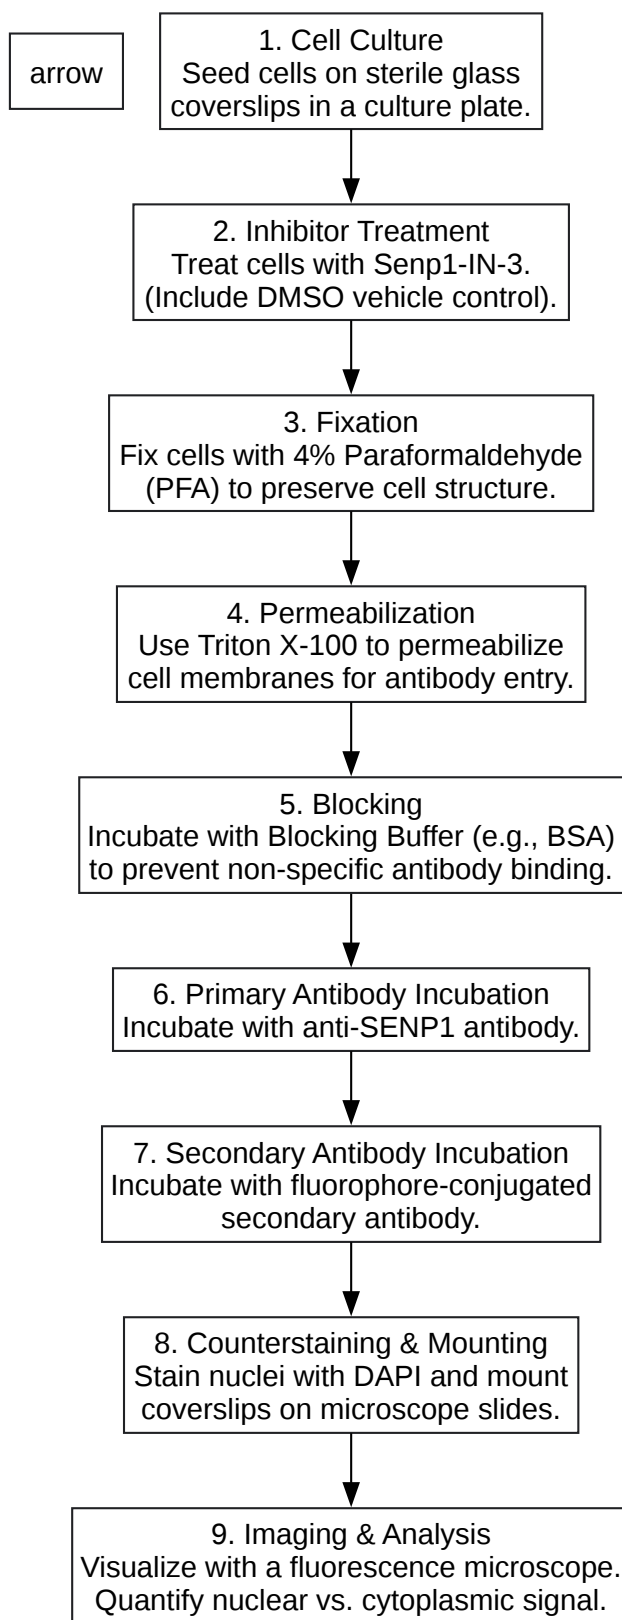 arrow
1. Cell Culture
Seed cells on sterile glass
coverslips in a culture plate.
2. Inhibitor Treatment
Treat cells with Senp1-IN-3.
(Include DMSO vehicle control).
3. Fixation
Fix cells with 4% Paraformaldehyde
(PFA) to preserve cell structure.
4. Permeabilization
Use Triton X-100 to permeabilize
cell membranes for antibody entry.
5. Blocking
Incubate with Blocking Buffer (e.g., BSA)
to prevent non-specific antibody binding.
6. Primary Antibody Incubation
Incubate with anti-SENP1 antibody.
7. Secondary Antibody Incubation
Incubate with fluorophore-conjugated
secondary antibody.
8. Counterstaining & Mounting
Stain nuclei with DAPI and mount
coverslips on microscope slides.
9. Imaging & Analysis
Visualize with a fluorescence microscope.
Quantify nuclear vs. cytoplasmic signal.